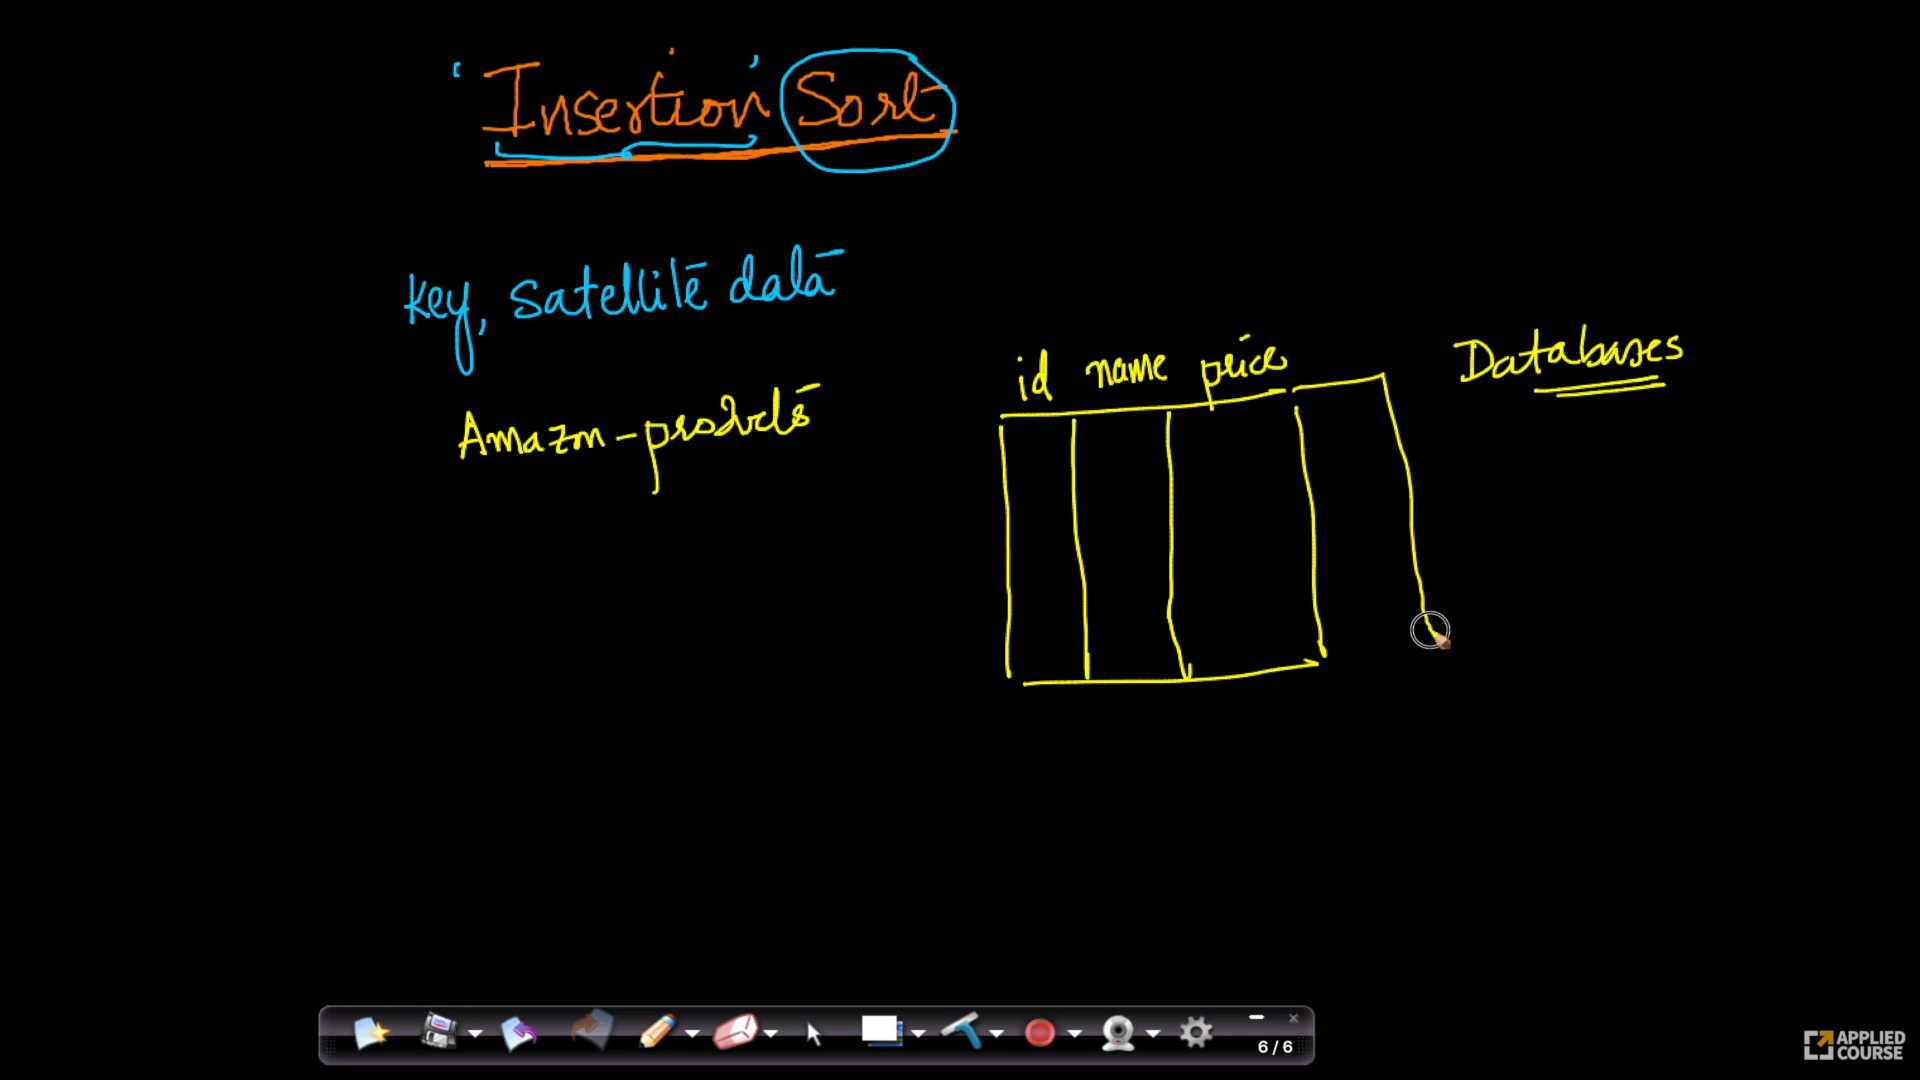 'Insertion' Sort
key, satellite data
id name price
Databases
Amazon-products
6/6
APPLIED
COURSE